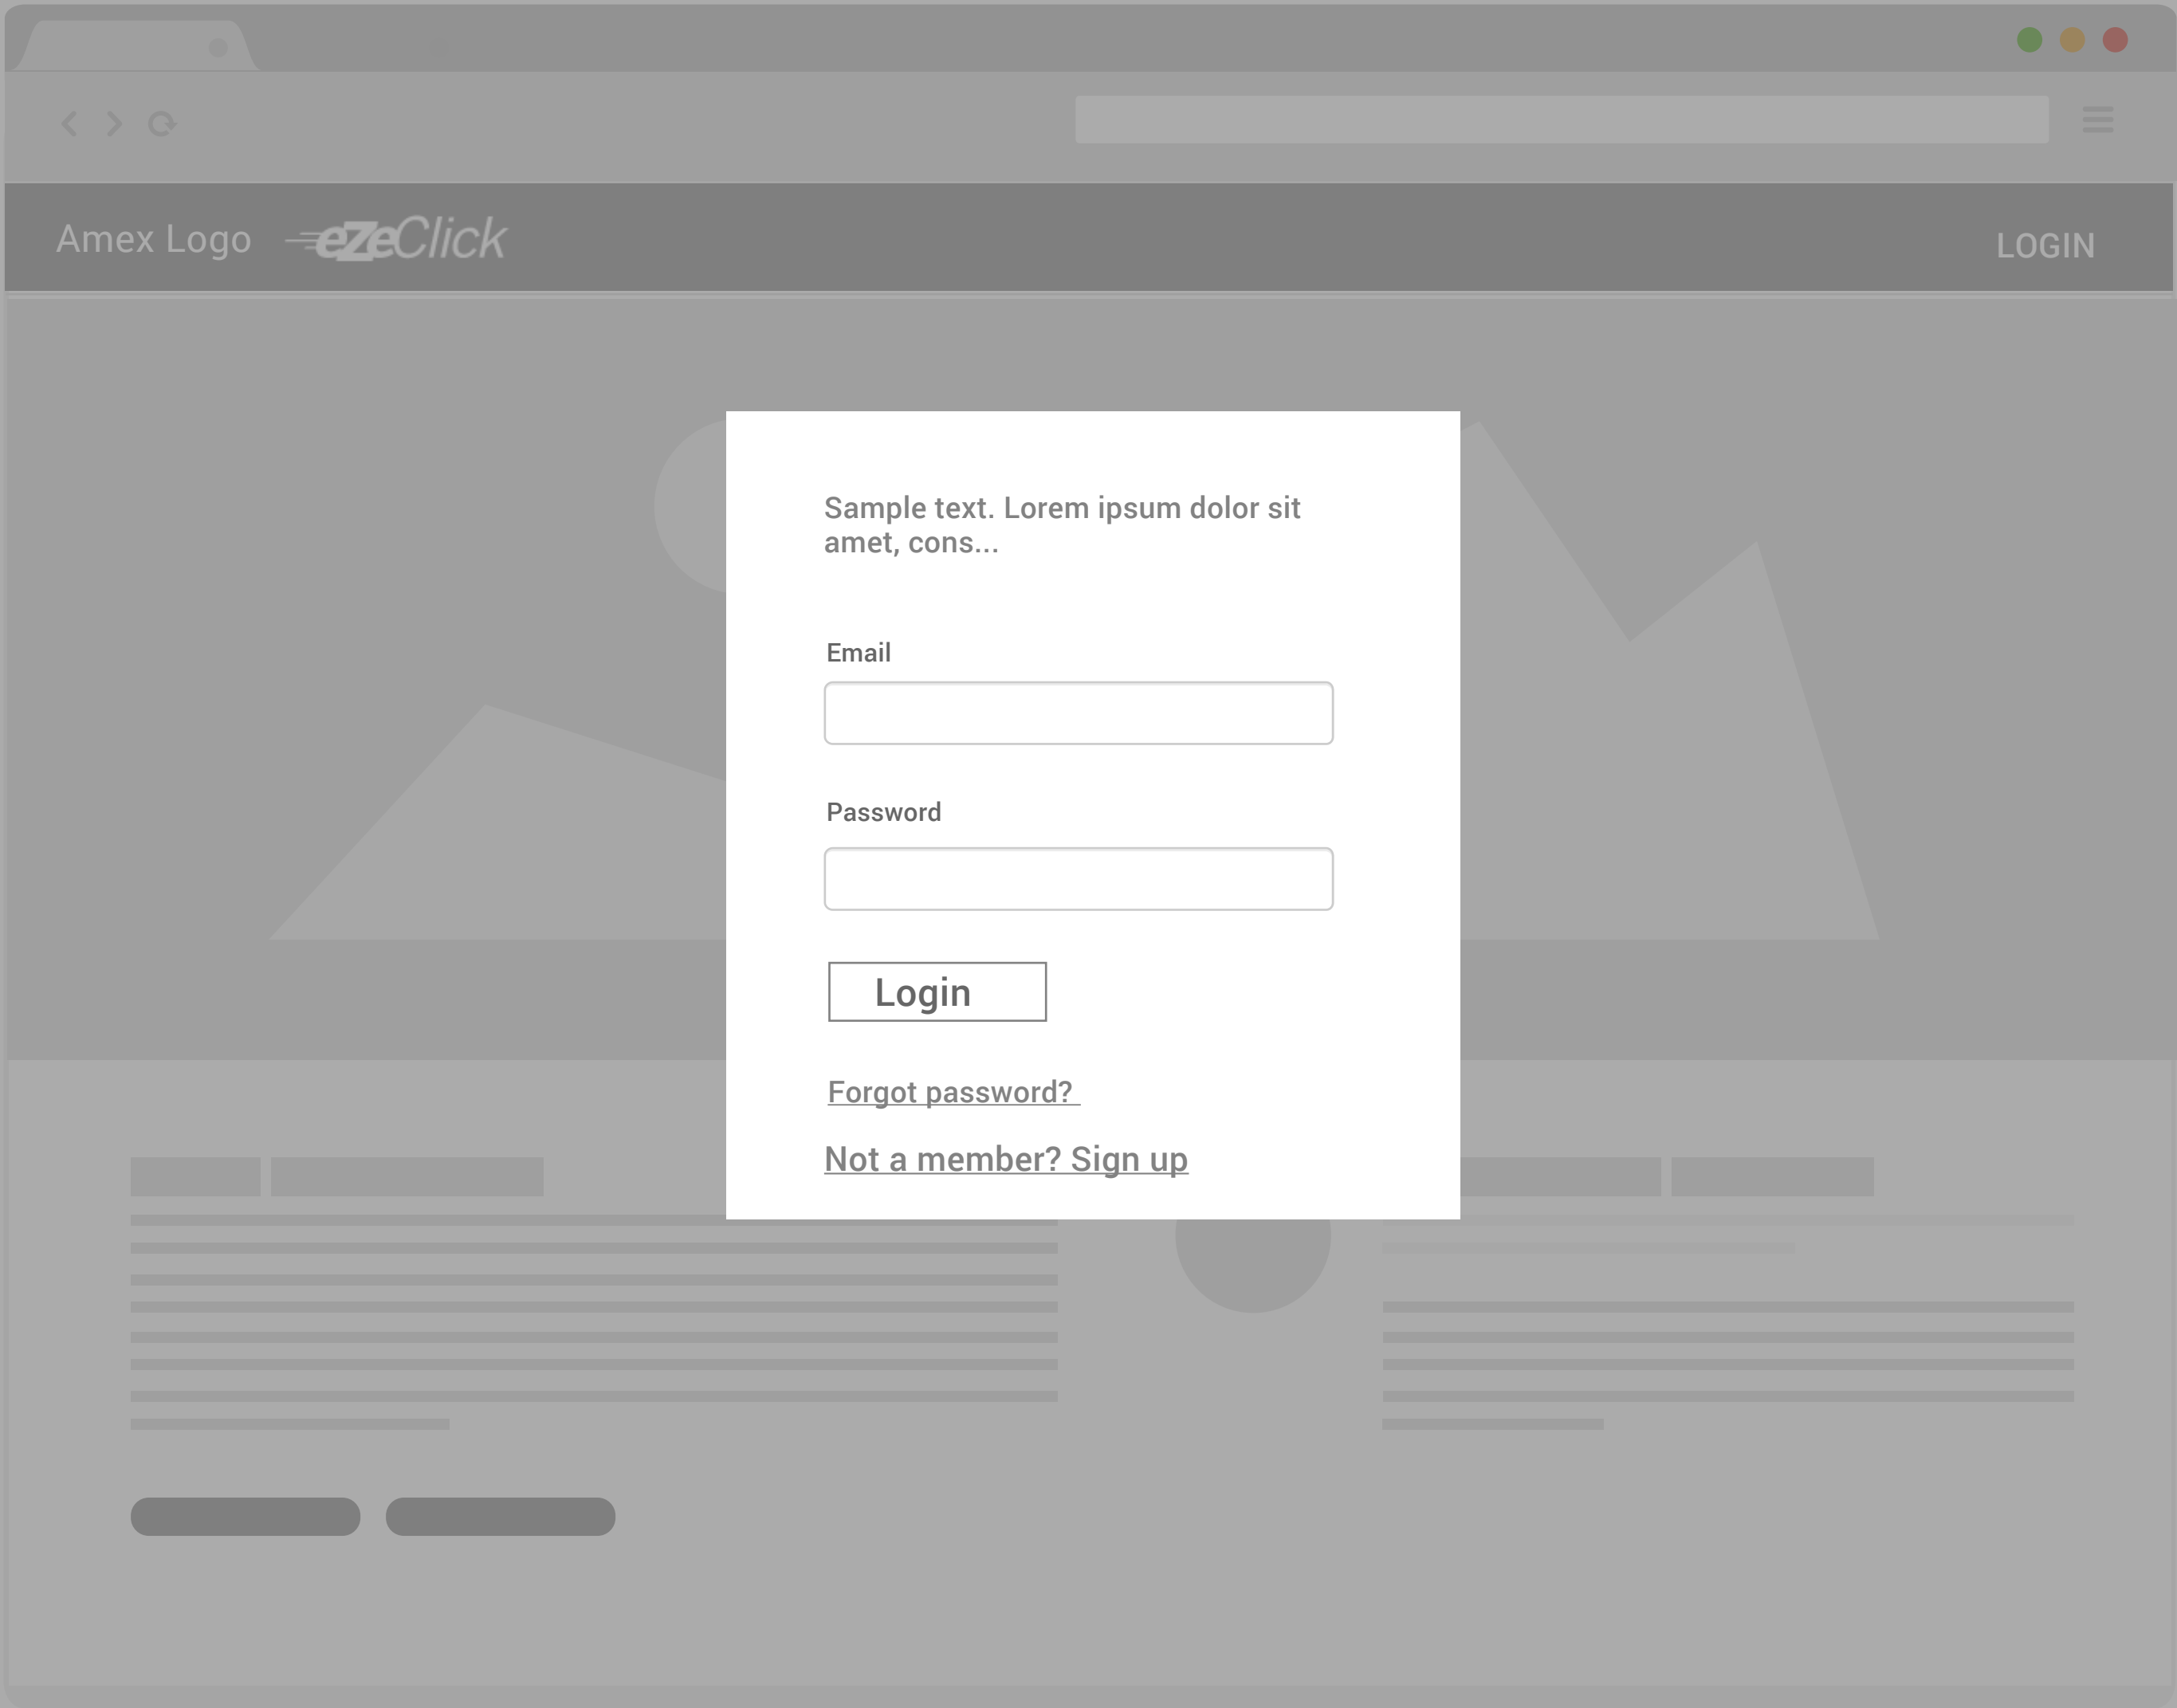 Amex Logo
ezeClick
LOGIN
Sample text. Lorem ipsum dolor sit
amet, cons...
Email
Password
Login
Forgot password?
Not a member? Sign up